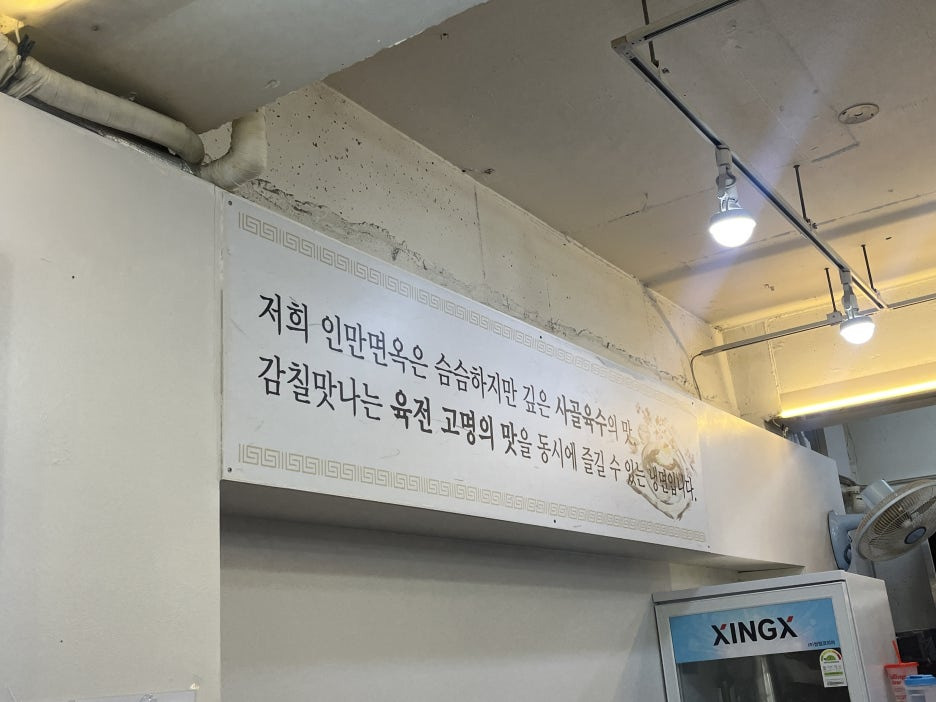 저희 인만면옥은 슴슴하지만 깊은 사골육수의 맛,
감칠맛나는 육전 고명의 맛을 동시에 즐길 수 있는 냉면입니다.
XINGX